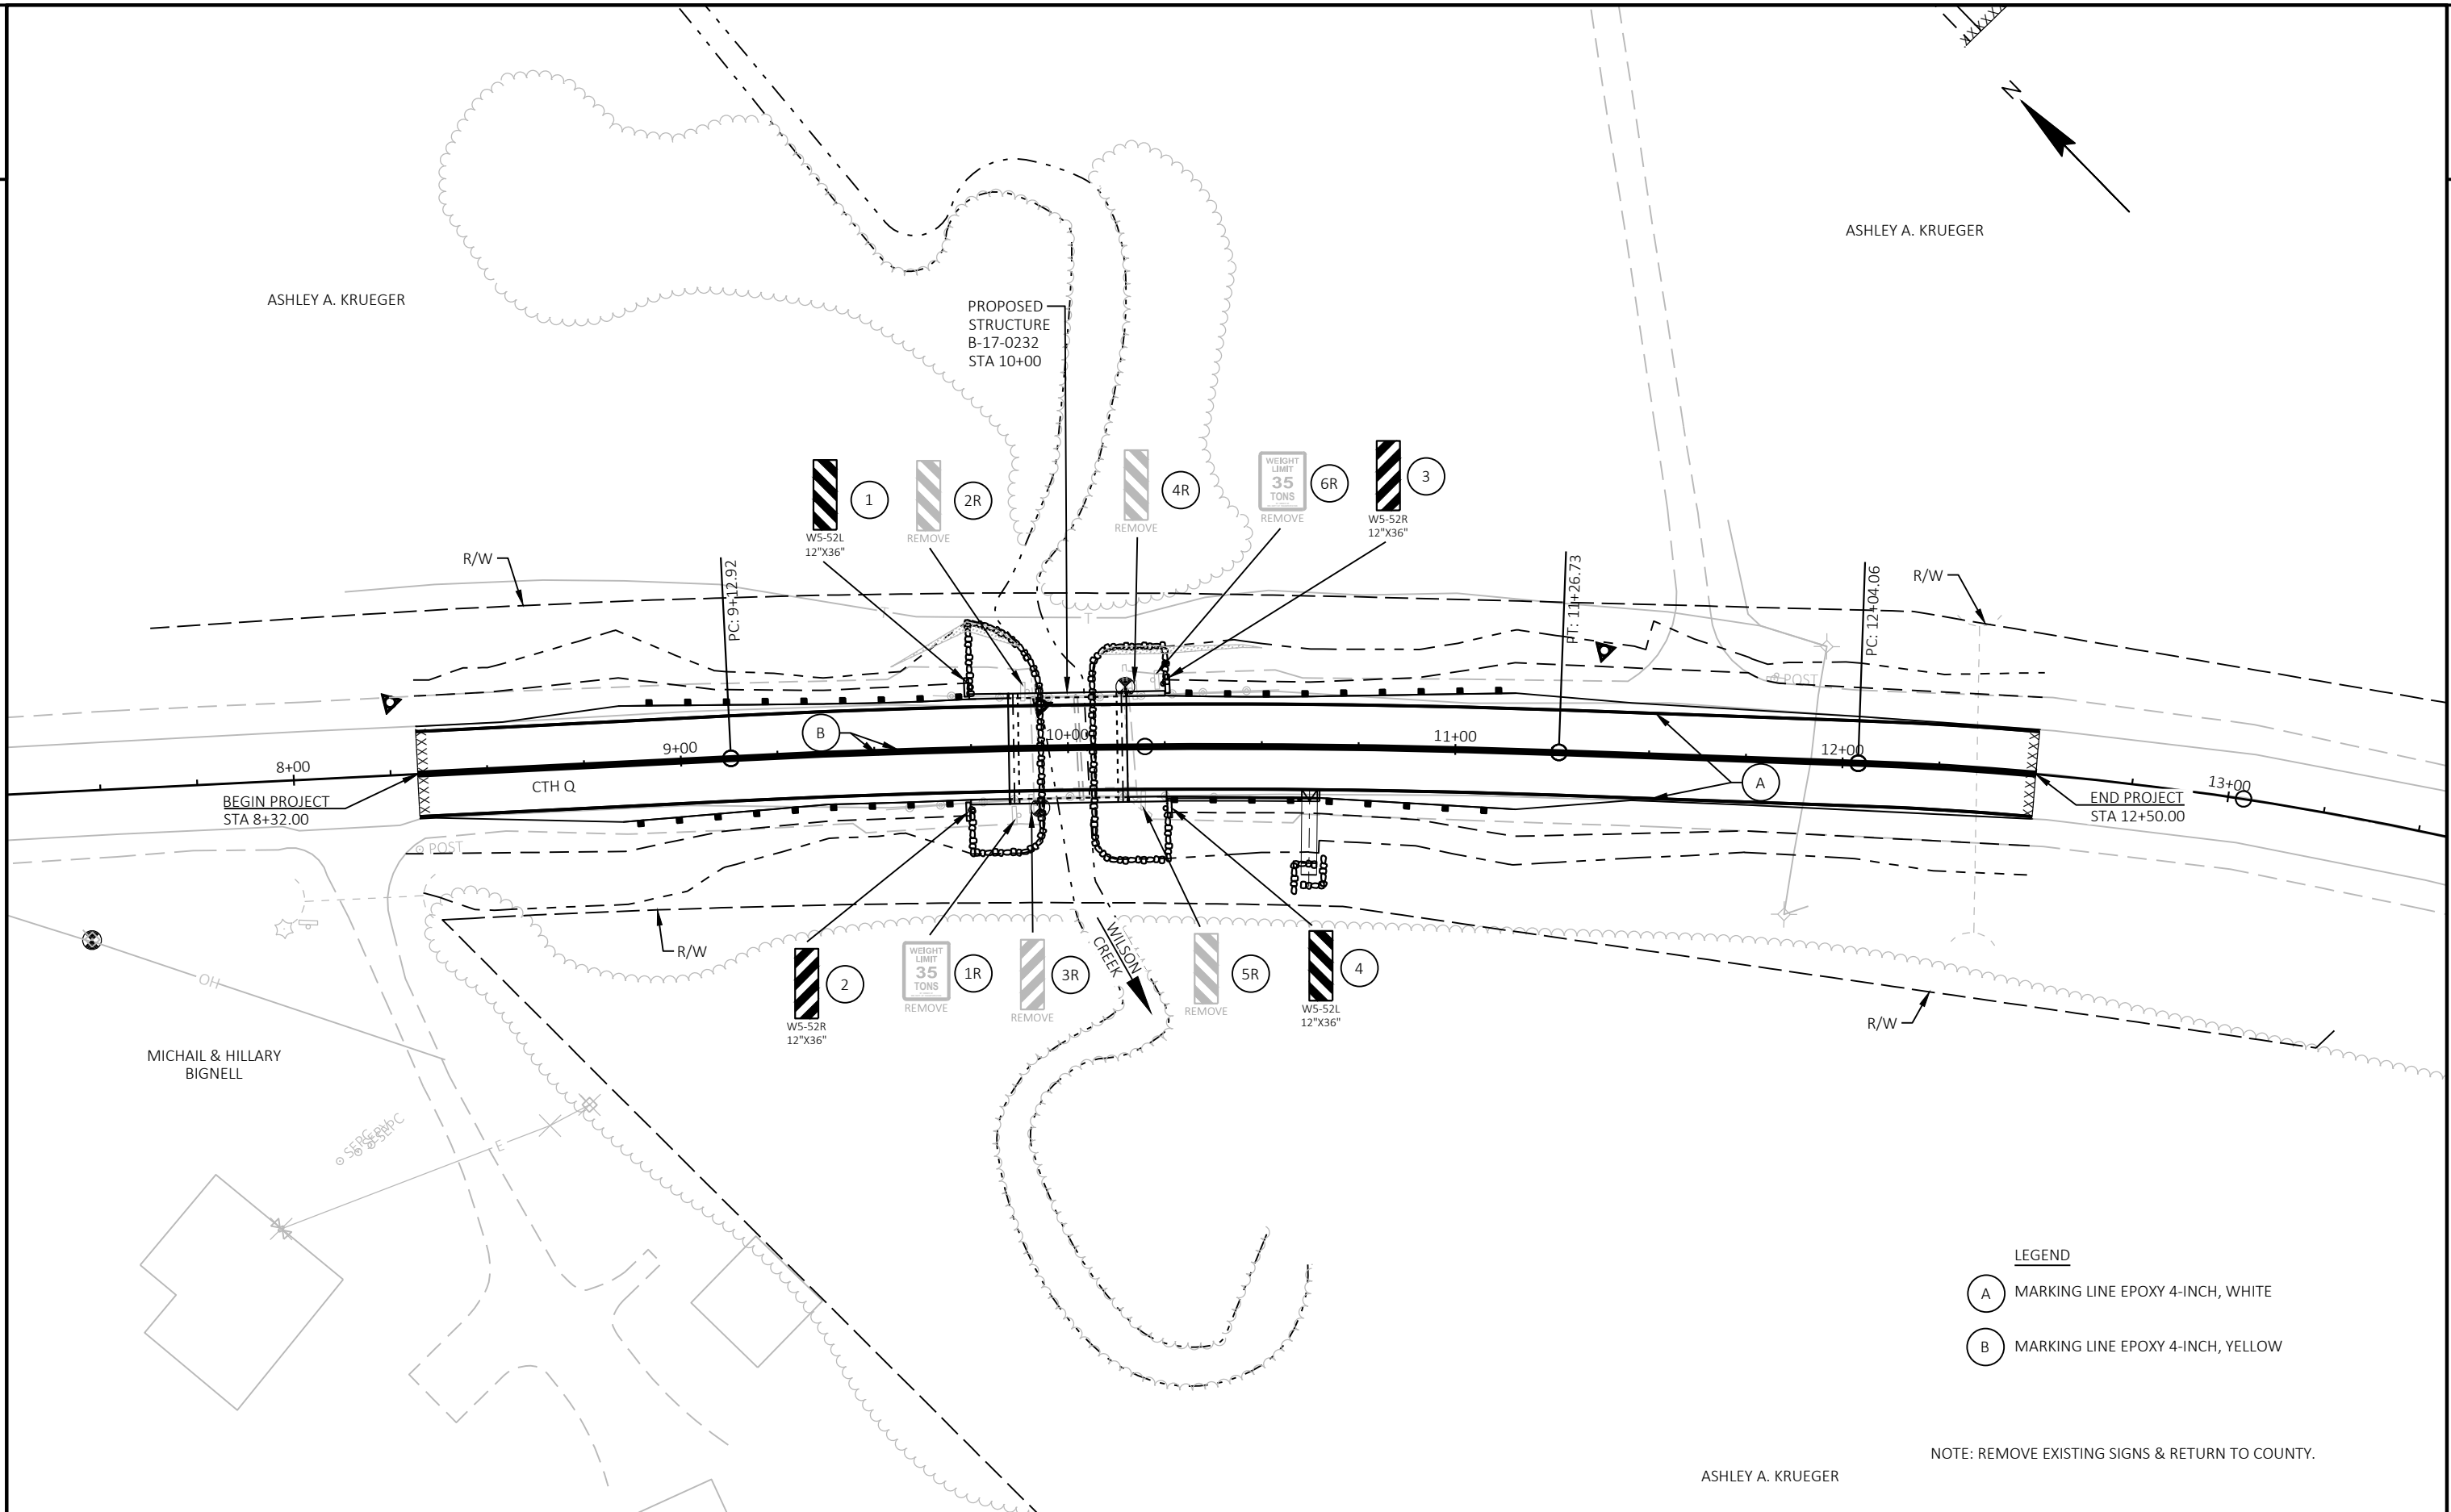 N
ASHLEY A. KRUEGER
ASHLEY A. KRUEGER
PROPOSED
STRUCTURE
B-17-0232
STA 10+00
1
W5-52L
12"X36"
2R
REMOVE
4R
REMOVE
WEIGHT
LIMIT
35
TONS
6R
REMOVE
3
W5-52R
12"X36"
R/W
PC: 9+12.92
PT: 11+26.73
PC: 12+04.06
R/W
T
T
POST
B
8+00
9+00
10+00
11+00
12+00
13+00
CTH Q
A
BEGIN PROJECT
STA 8+32.00
END PROJECT
STA 12+50.00
POST
R/W
WILSON
CREEK
2
W5-52R
12"X36"
WEIGHT
LIMIT
35
TONS
1R
REMOVE
3R
REMOVE
5R
REMOVE
4
W5-52L
12"X36"
R/W
OH
MICHAIL & HILLARY
BIGNELL
SEPC
E
LEGEND
A MARKING LINE EPOXY 4-INCH, WHITE
B MARKING LINE EPOXY 4-INCH, YELLOW
NOTE: REMOVE EXISTING SIGNS & RETURN TO COUNTY.
ASHLEY A. KRUEGER